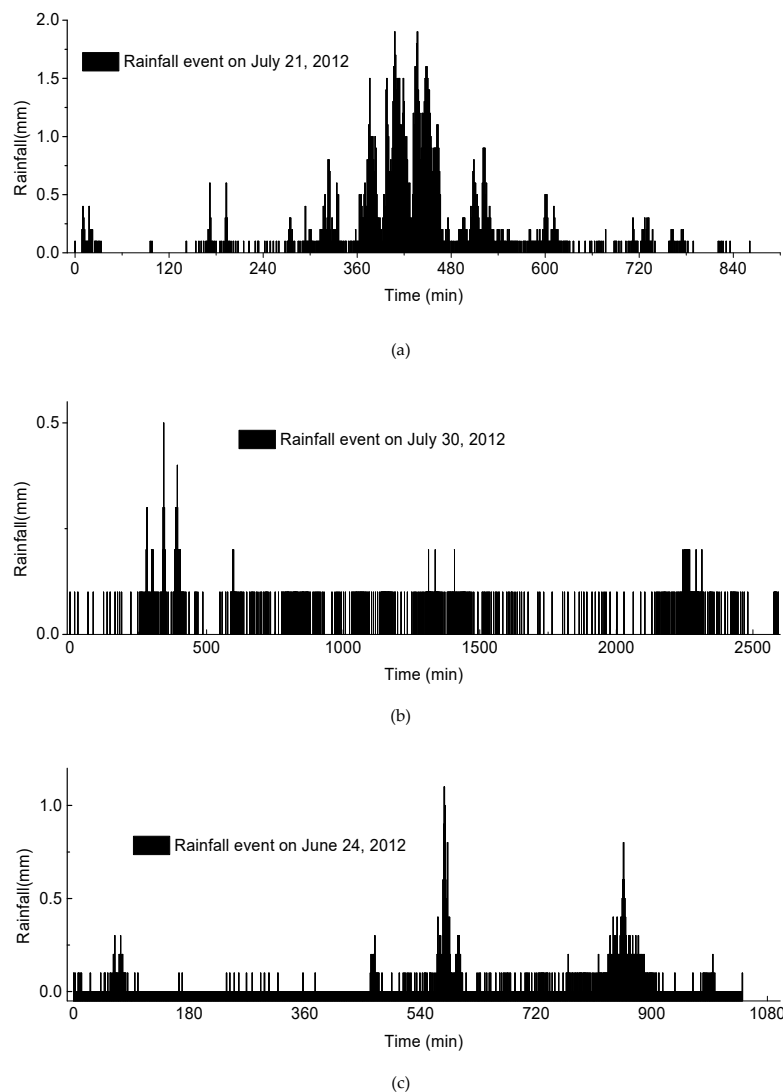 2.0
Rainfall event on July 21, 2012
1.5
1.0
0.5
0.0
Rainfall(mm)
0 120 240 360 480 600 720 840
Time (min)
(a)
0.5
Rainfall event on July 30, 2012
0.0
Rainfall(mm)
0 500 1000 1500 2000 2500
Time (min)
(b)
1.0
Rainfall event on June 24, 2012
0.5
0.0
Rainfall(mm)
0 180 360 540 720 900 1080
Time (min)
(c)